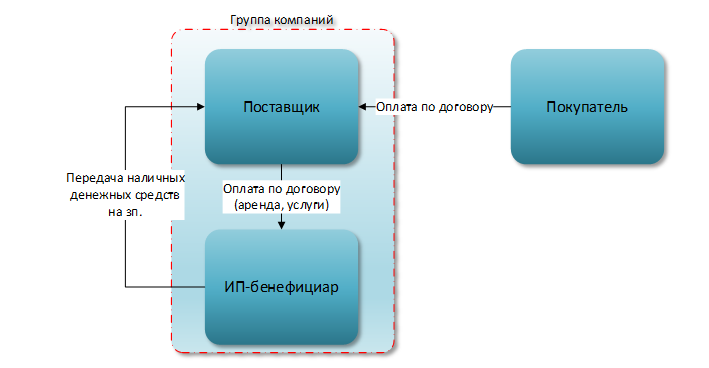 Группа компаний
Поставщик
Оплата по договору
Покупатель
Передача наличных
денежных средств
на зп.
Оплата по договору
(аренда, услуги)
ИП-бенефициар